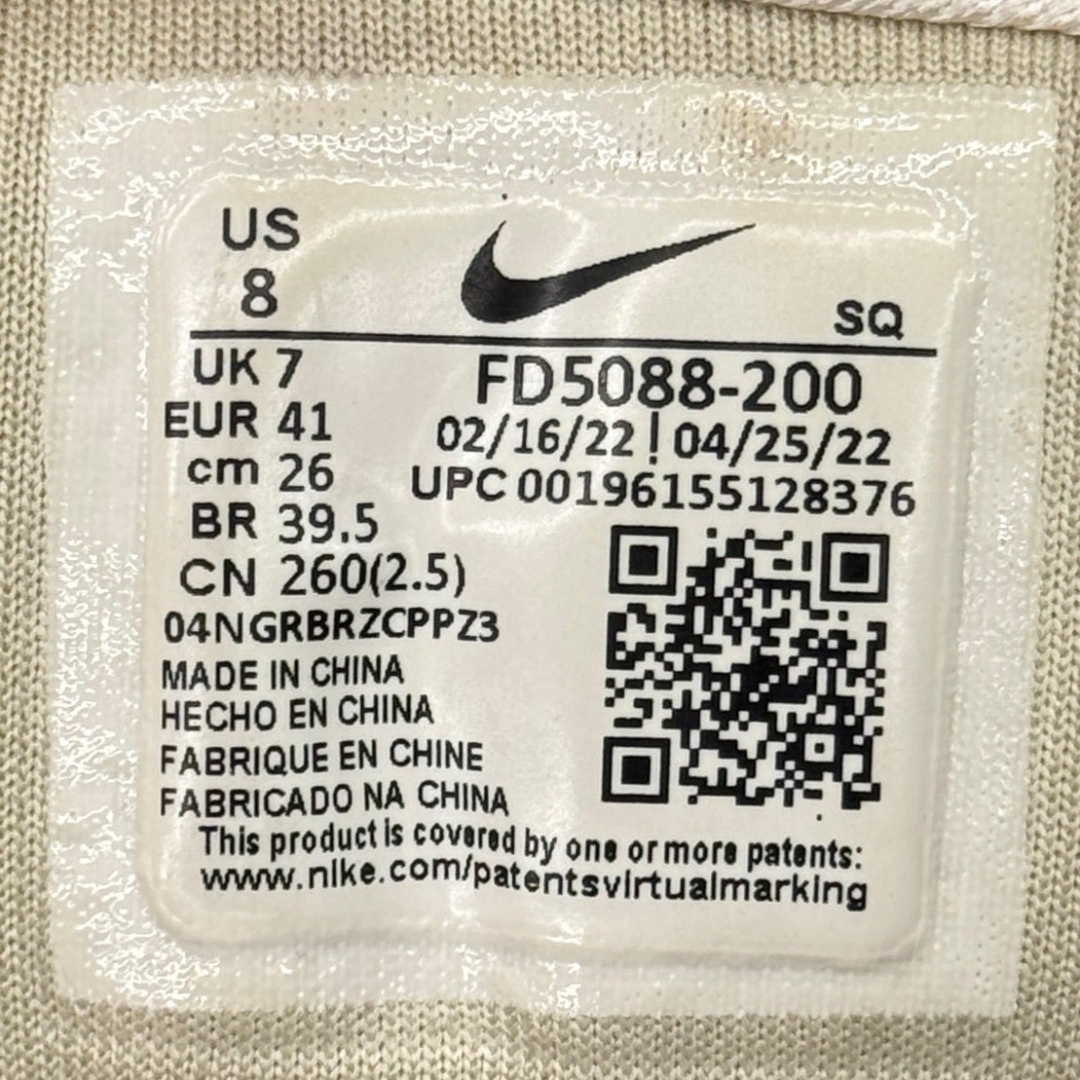 US
8
SQ
UK 7
EUR 41
cm 26
BR 39.5
CN 260(2.5)
FD5088-200
02/16/22 | 04/25/22
UPC 00196155128376
04NGRBRZCPPZ3
MADE IN CHINA
HECHO EN CHINA
FABRIQUE EN CHINE
FABRICADO NA CHINA
This product is covered by one or more patents:
www.nike.com/patentsvirtualmarking